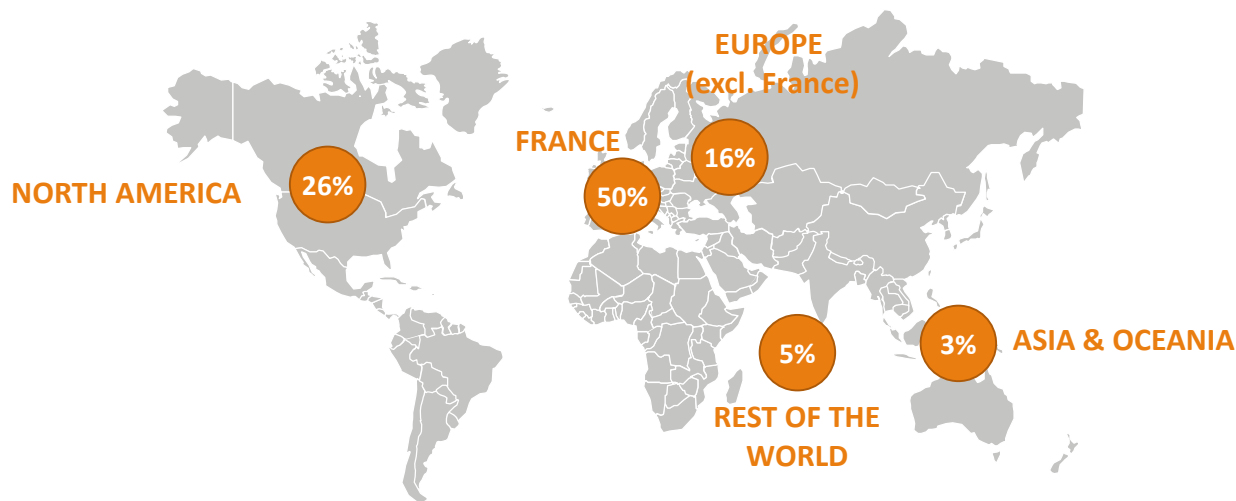 EUROPE
(excl. France)
FRANCE
16%
NORTH AMERICA
26%
50%
5%
3%
ASIA & OCEANIA
REST OF THE
WORLD